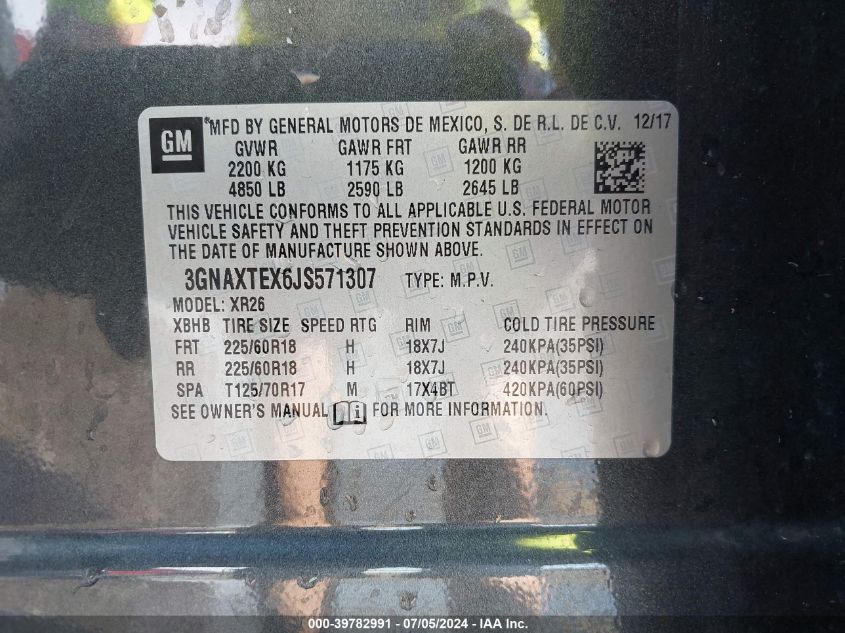 GM
MFD BY GENERAL MOTORS DE MEXICO, S. DE R.L. DE C.V. 12/17
GVWR GAWR FRT GAWR RR
2200 KG 1175 KG 1200 KG
4850 LB 2590 LB 2645 LB
THIS VEHICLE CONFORMS TO ALL APPLICABLE U.S. FEDERAL MOTOR
VEHICLE SAFETY AND THEFT PREVENTION STANDARDS IN EFFECT ON
THE DATE OF MANUFACTURE SHOWN ABOVE.
3GNAXTEX6JS571307 TYPE: M.P.V.
MODEL: XR26
XBHB TIRE SIZE SPEED RTG RIM COLD TIRE PRESSURE
FRT 225/60R18 H 18X7J 240KPA(35PSI)
RR 225/60R18 H 18X7J 240KPA(35PSI)
SPA T125/70R17 M 17X4BT 420KPA(60PSI)
SEE OWNER'S MANUAL FOR MORE INFORMATION.
000-39782991 - 07/05/2024 - IAA Inc.